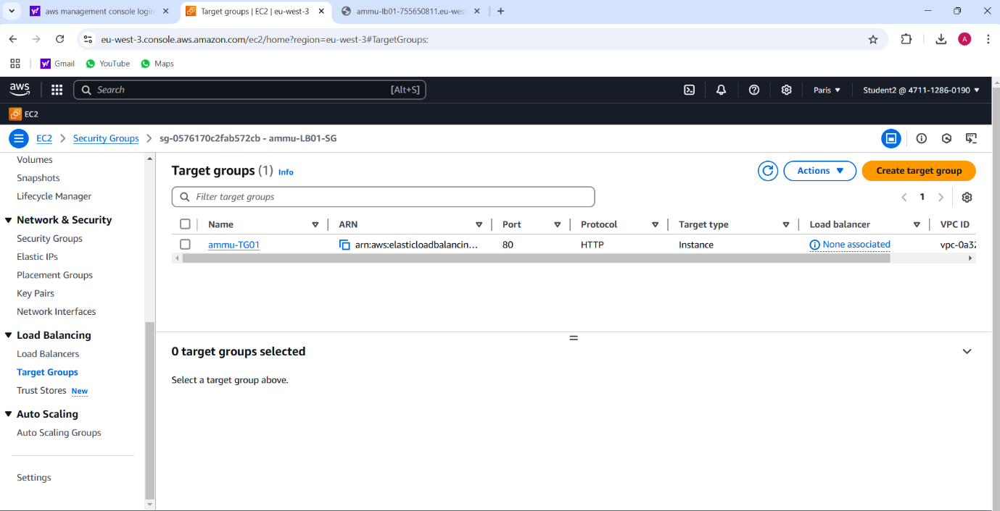 aws management console login
Target groups | EC2 | eu-west-3
ammu-lb01-755650811.eu-wes
eu-west-3.console.aws.amazon.com/ec2/home?region=eu-west-3#TargetGroups:
A
Gmail
YouTube
Maps
aws
Search
[Alt+S]
Paris
Student2 @ 4711-1286-0190
EC2
EC2 > Security Groups > sg-0576170c2fab572cb - ammu-LB01-SG
Volumes
Snapshots
Lifecycle Manager
Network & Security
Security Groups
Elastic IPs
Placement Groups
Key Pairs
Network Interfaces
Load Balancing
Load Balancers
Target Groups
Trust Stores New
Auto Scaling
Auto Scaling Groups
Settings
Target groups (1) Info
Actions
Create target group
Filter target groups
1
Name ARN Port Protocol Target type Load balancer VPC ID
ammu-TG01 arn:aws:elasticloadbalancin... 80 HTTP Instance None associated vpc-0a32
0 target groups selected
Select a target group above.